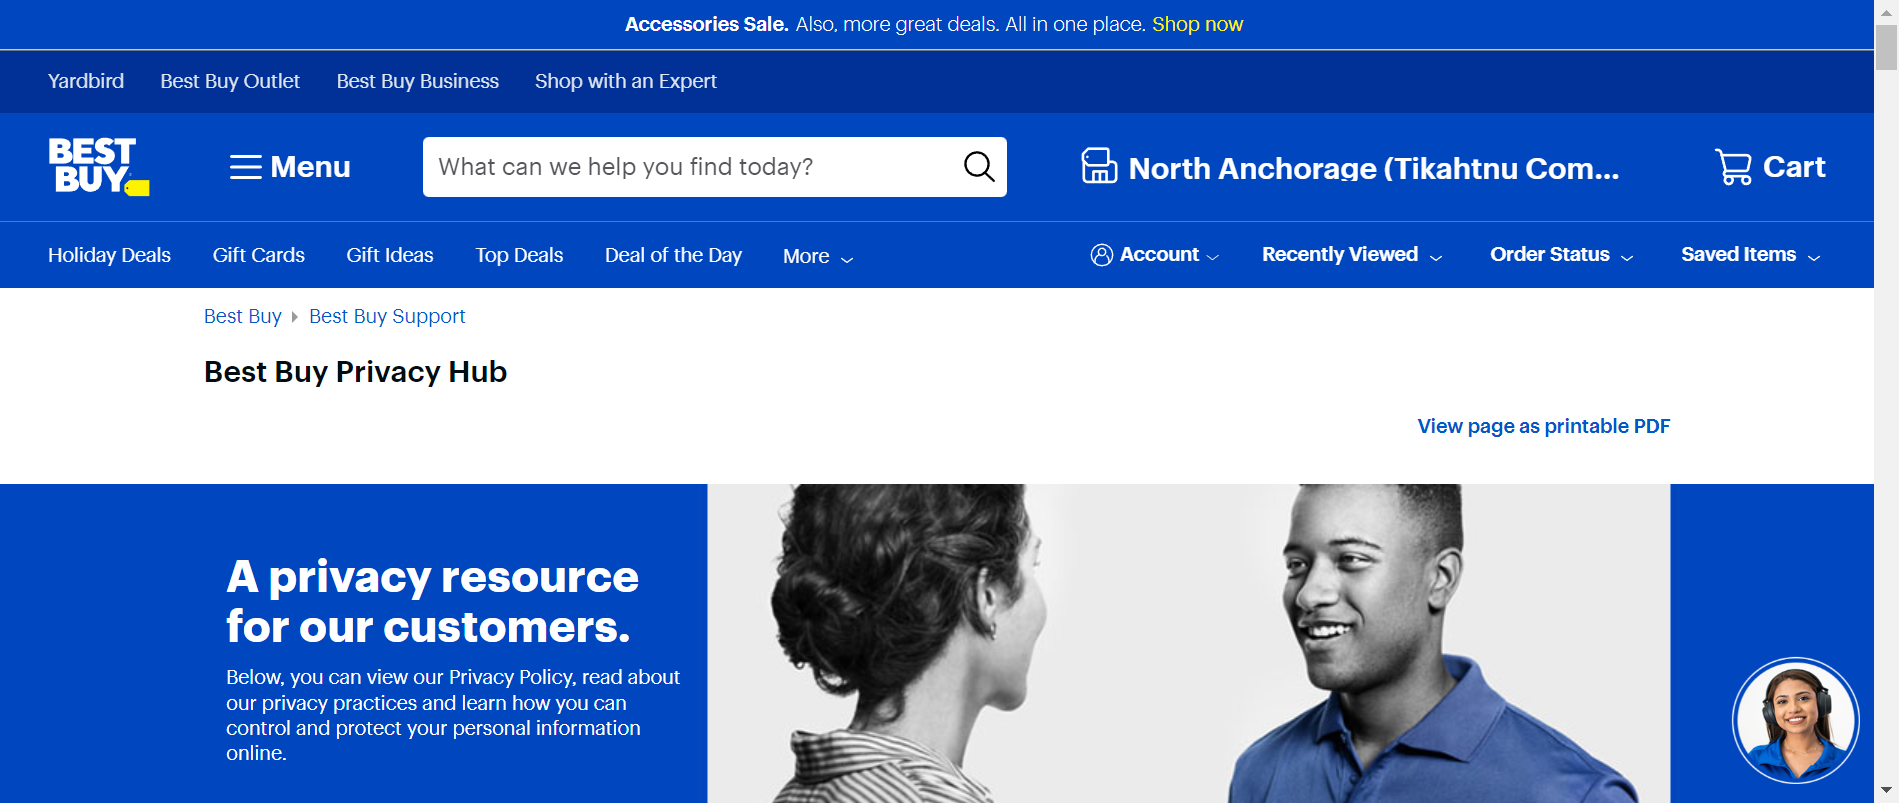 Accessories Sale. Also, more great deals. All in one place. Shop now
Yardbird Best Buy Outlet Best Buy Business Shop with an Expert
BEST BUY
Menu
What can we help you find today?
North Anchorage (Tikahtnu Com...
Cart
Holiday Deals Gift Cards Gift Ideas Top Deals Deal of the Day More
Account Recently Viewed Order Status Saved Items
Best Buy Best Buy Support
Best Buy Privacy Hub
View page as printable PDF
A privacy resource
for our customers.
Below, you can view our Privacy Policy, read about
our privacy practices and learn how you can
control and protect your personal information
online.